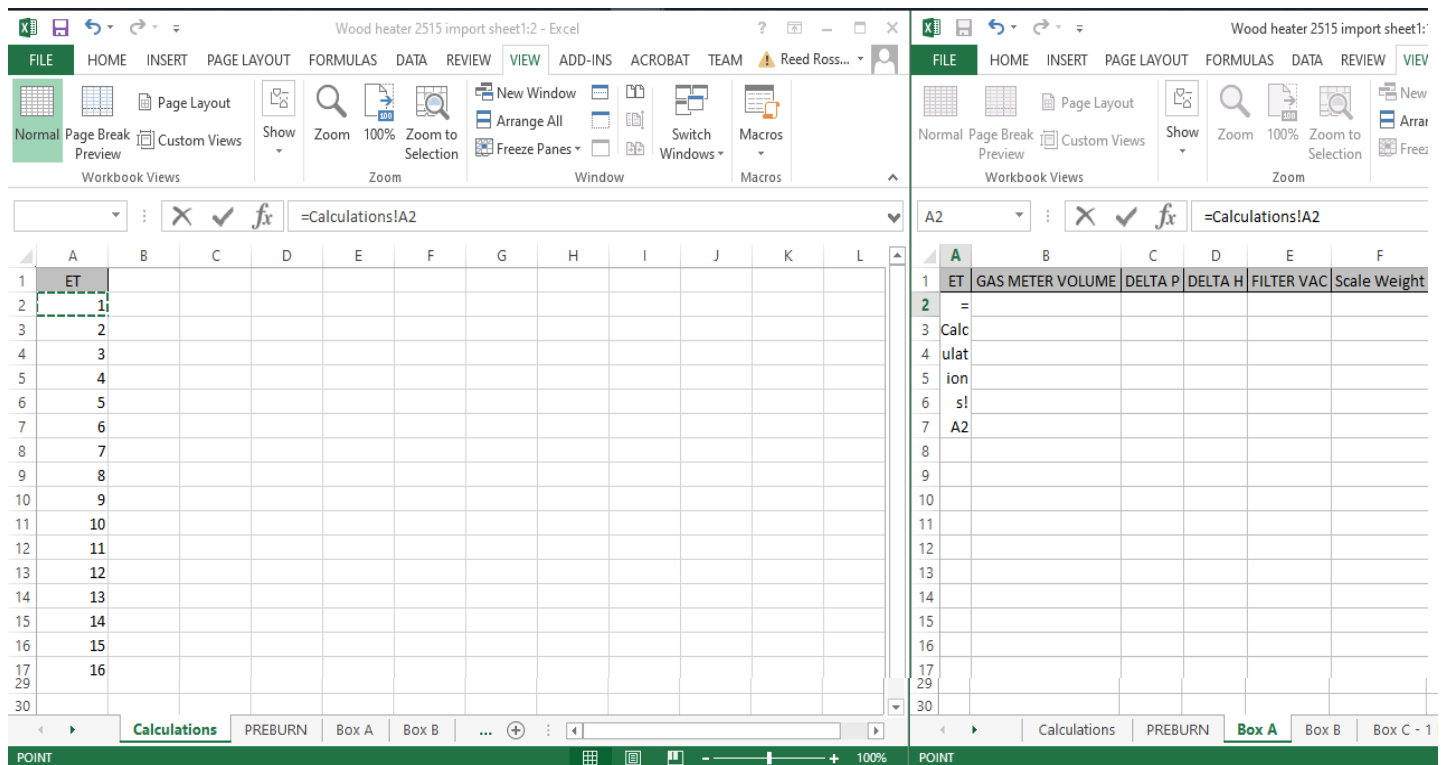 Wood heater 2515 import sheet1:2 - Excel
FILE HOME INSERT PAGE LAYOUT FORMULAS DATA REVIEW VIEW ADD-INS ACROBAT TEAM Reed Ross...
Normal
Page Break
Preview
Page Layout
Custom Views
Workbook Views
Show
Zoom
100
100%
Zoom to
Selection
Zoom
New Window
Arrange All
Freeze Panes
Switch
Windows
Window
Macros
Macros
=Calculations!A2
A B C D E F G H I J K L
1 ET
2 1
3 2
4 3
5 4
6 5
7 6
8 7
9 8
10 9
11 10
12 11
13 12
14 13
15 14
16 15
17 16
29
30
Calculations PREBURN Box A Box B ...
POINT 100%
Wood heater 2515 import sheet1:
FILE HOME INSERT PAGE LAYOUT FORMULAS DATA REVIEW VIEW
Normal
Page Break
Preview
Page Layout
Custom Views
Workbook Views
Show
Zoom
100
100%
Zoom to
Selection
Zoom
New
Arrar
Freez
A2 =Calculations!A2
A B C D E F
1 ET GAS METER VOLUME DELTA P DELTA H FILTER VAC Scale Weight
2 =
3 Calc
4 ulat
5 ion
6 s!
7 A2
8
9
10
11
12
13
14
15
16
17
29
30
Calculations PREBURN Box A Box B Box C - 1
POINT